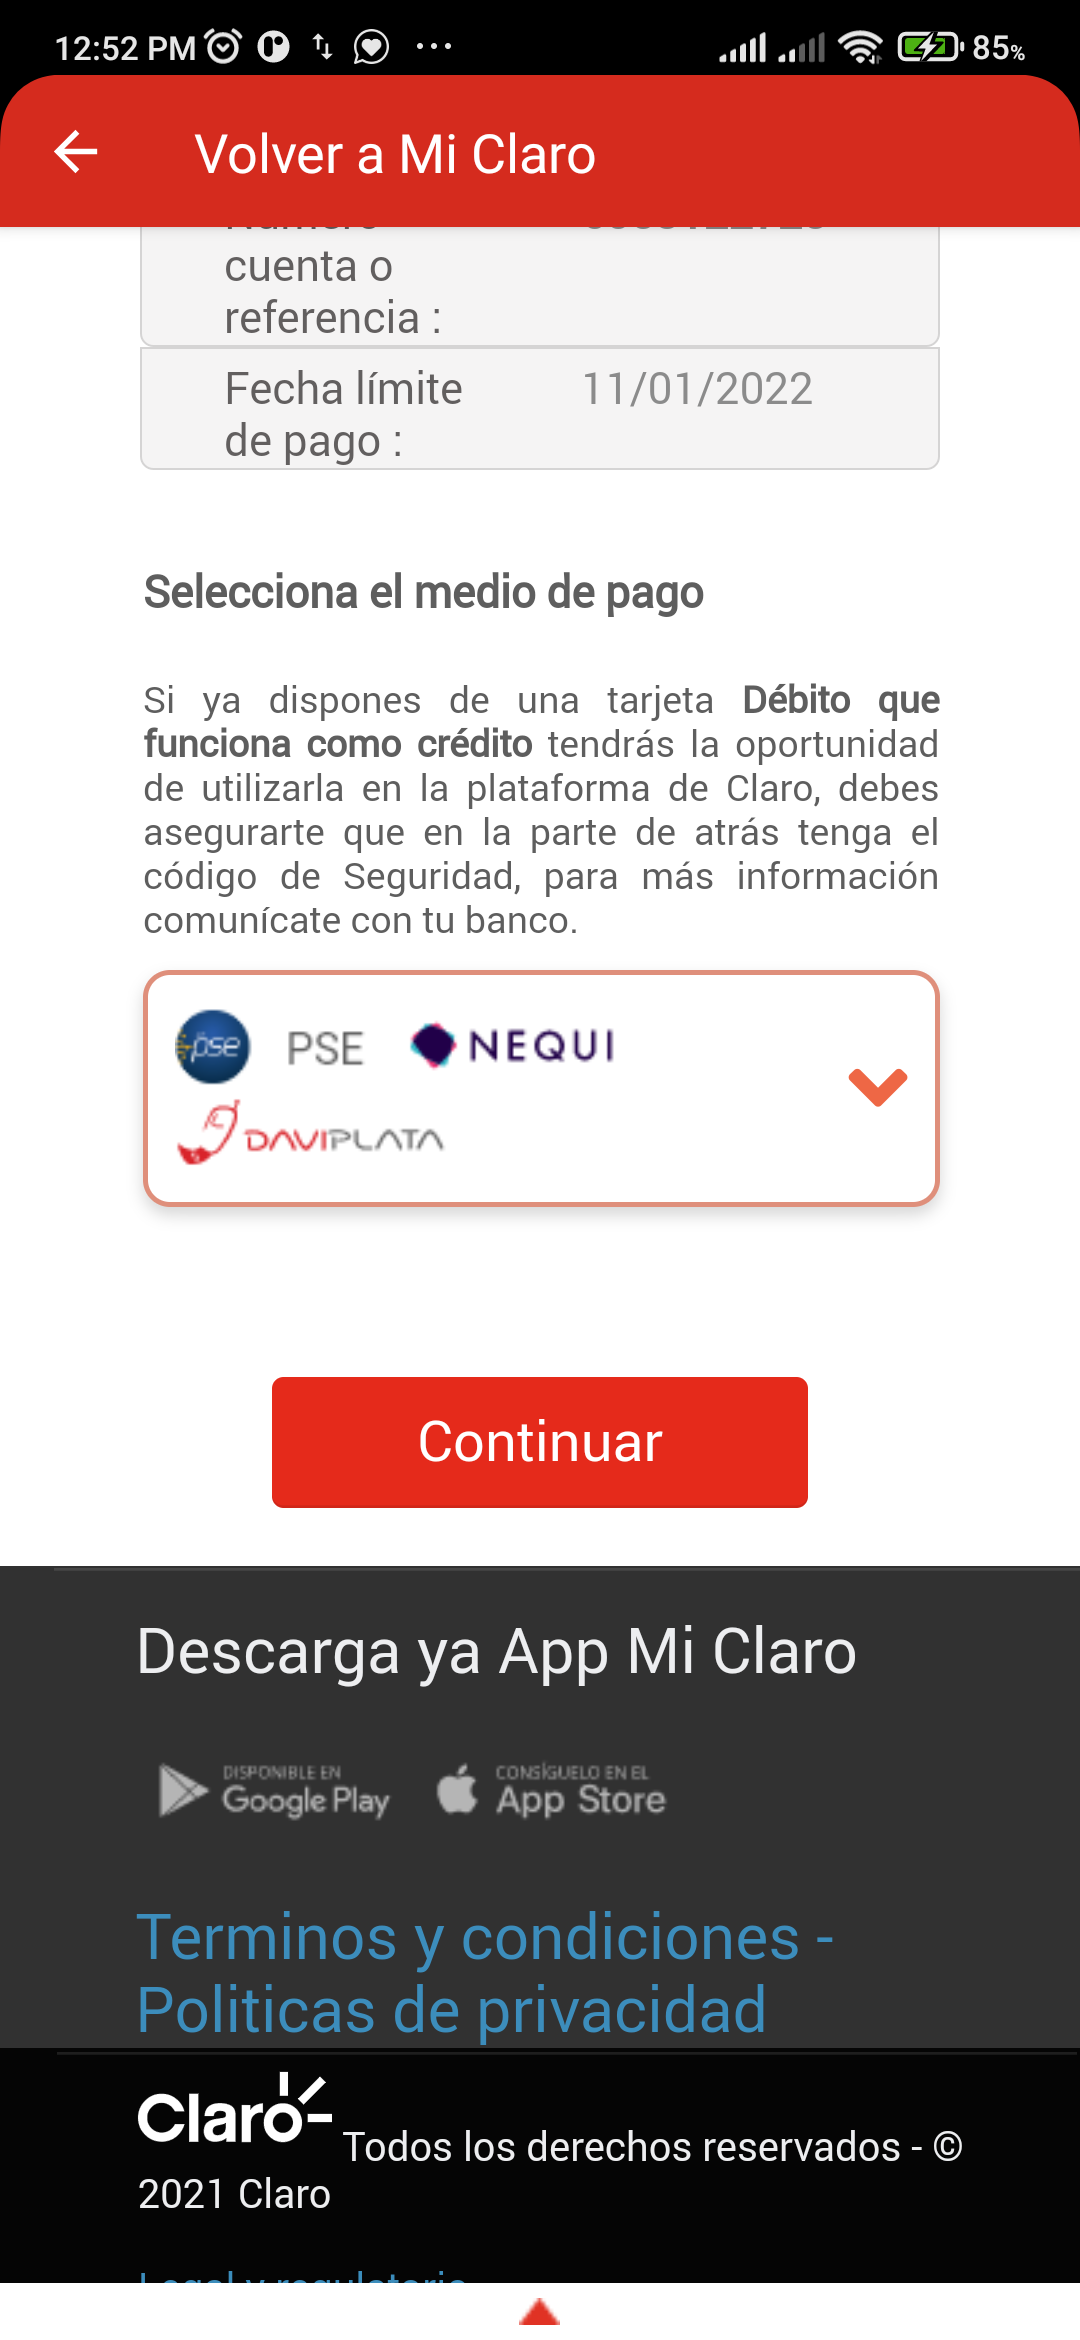 12:52 PM
85%
Volver a Mi Claro
cuenta o
referencia :
Fecha límite
de pago :
11/01/2022
Selecciona el medio de pago
Si ya dispones de una tarjeta Débito que
funciona como crédito tendrás la oportunidad
de utilizarla en la plataforma de Claro, debes
asegurarte que en la parte de atrás tenga el
código de Seguridad, para más información
comunícate con tu banco.
pse PSE NEQUI
DAVIPLATA
Continuar
Descarga ya App Mi Claro
DISPONIBLE EN
Google Play
CONSÍGUELO EN EL
App Store
Terminos y condiciones -
Politicas de privacidad
Claro Todos los derechos reservados - ©
2021 Claro